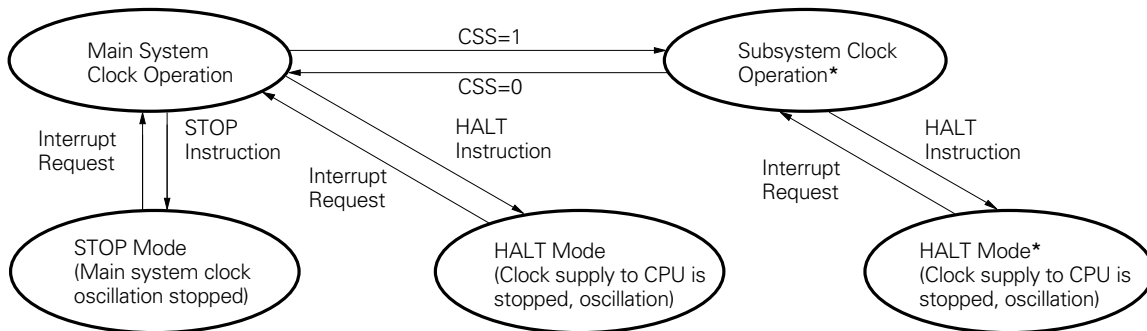 Main System
Clock Operation
CSS=1
CSS=0
Subsystem Clock
Operation*
Interrupt
Request
STOP
Instruction
HALT
Instruction
Interrupt
Request
HALT
Instruction
Interrupt
Request
STOP Mode
(Main system clock
oscillation stopped)
HALT Mode
(Clock supply to CPU is
stopped, oscillation)
HALT Mode*
(Clock supply to CPU is
stopped, oscillation)